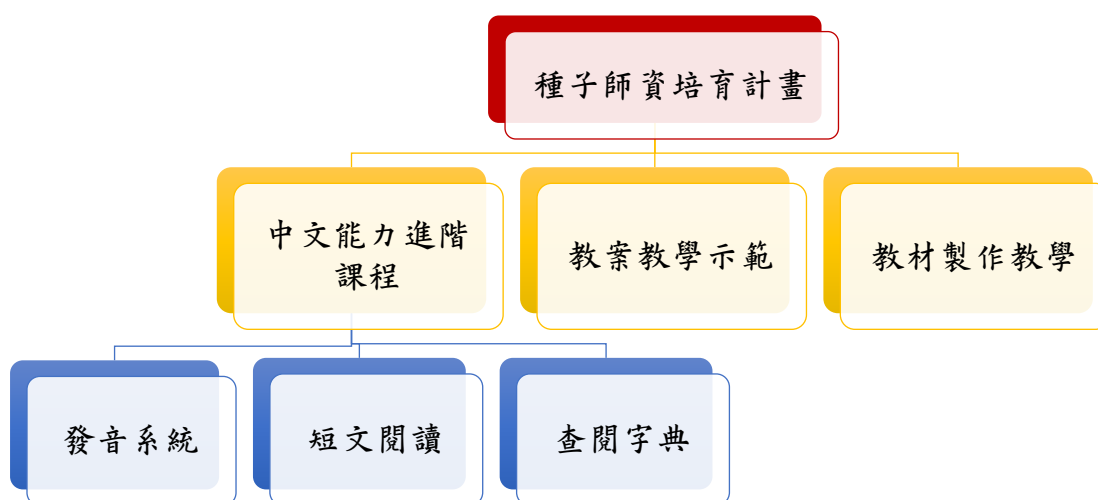 種子師資培育計畫
中文能力進階
課程
教案教學示範
教材製作教學
發音系統
短文閱讀
查閱字典